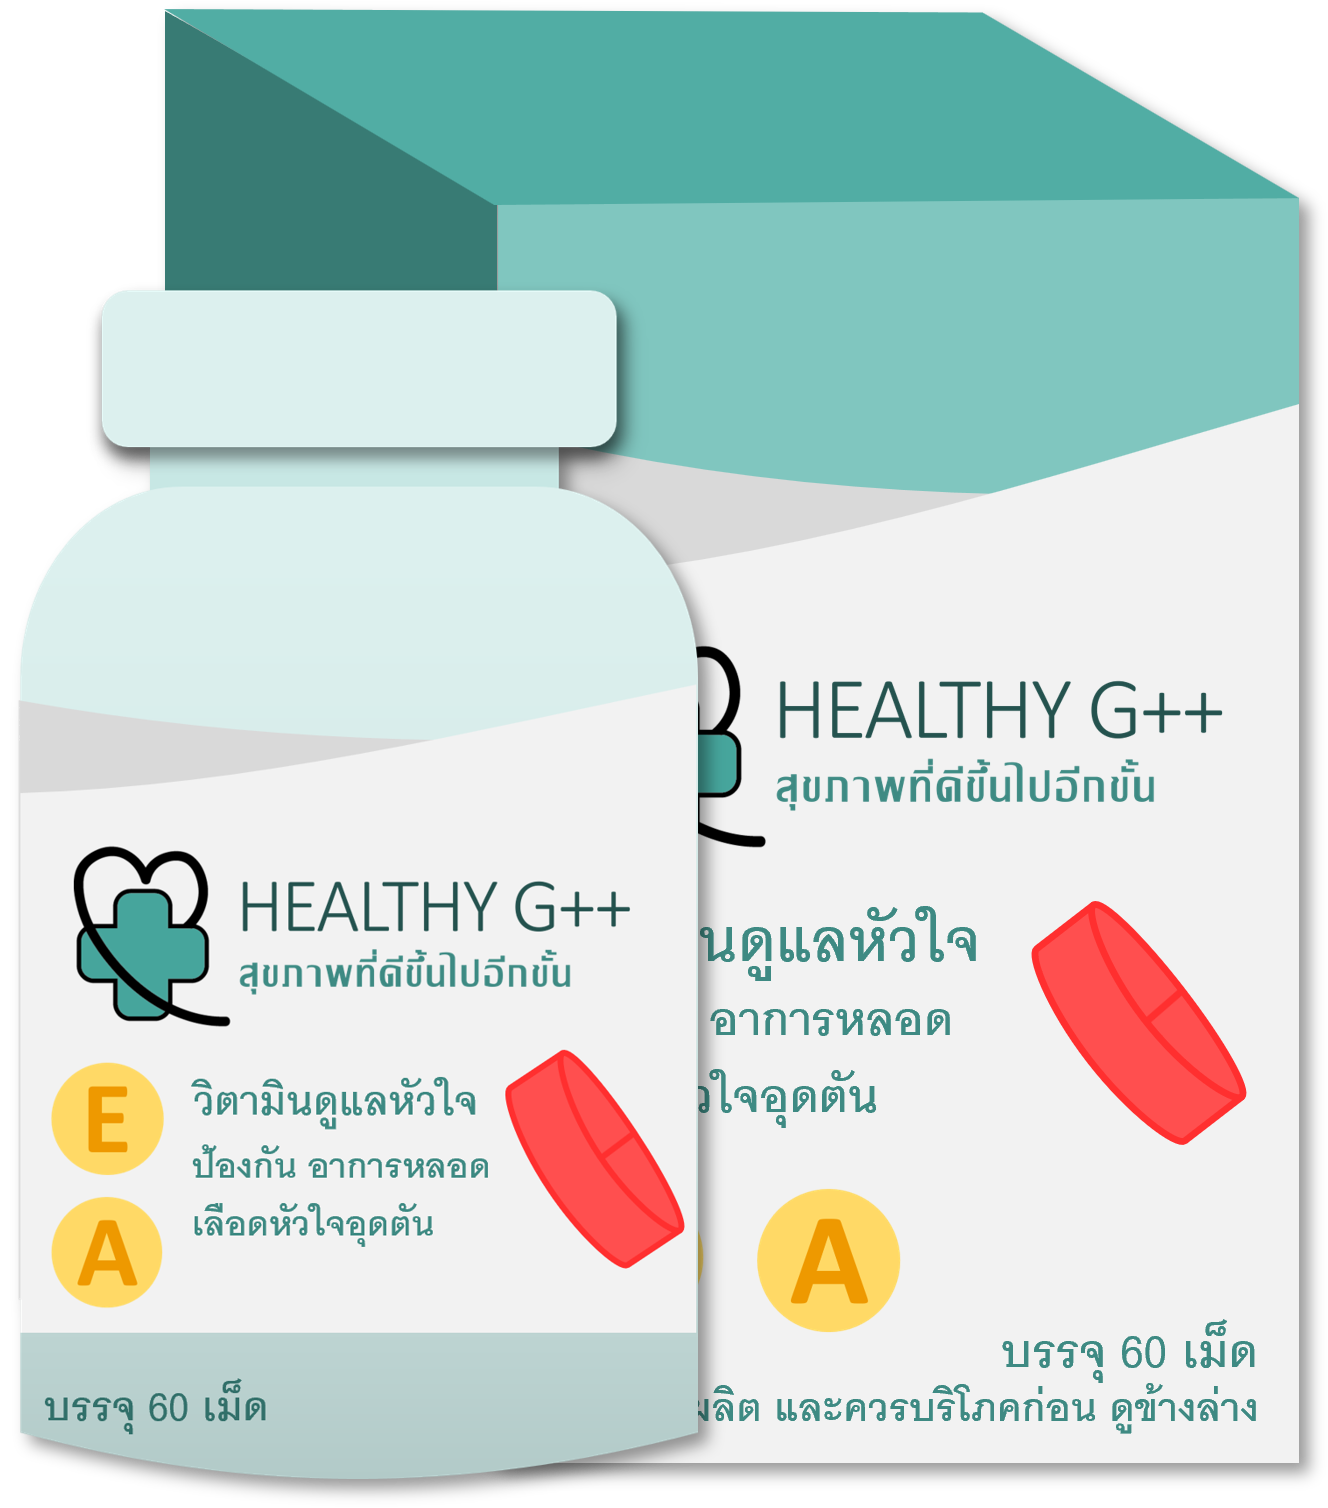 HEALTHY G++
สุขภาพที่ดีขึ้นไปอีกขั้น
E
วิตามินดูแลหัวใจ
ป้องกัน อาการหลอด
A
เลือดหัวใจอุดตัน
บรรจุ 60 เม็ด
HEALTHY G++
สุขภาพที่ดีขึ้นไปอีกขั้น
นดูแลหัวใจ
อาการหลอด
วใจอุดตัน
A
บรรจุ 60 เม็ด
ผลิต และควรบริโภคก่อน ดูข้างล่าง